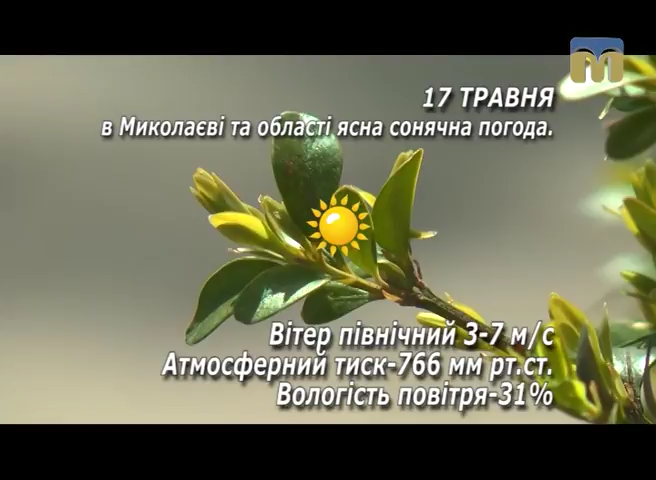 17 ТРАВНЯ
в Миколаєві та області ясна сонячна погода.
Вітер північний 3-7 м/с
Атмосферний тиск-766 мм рт.ст.
Вологість повітря-31%